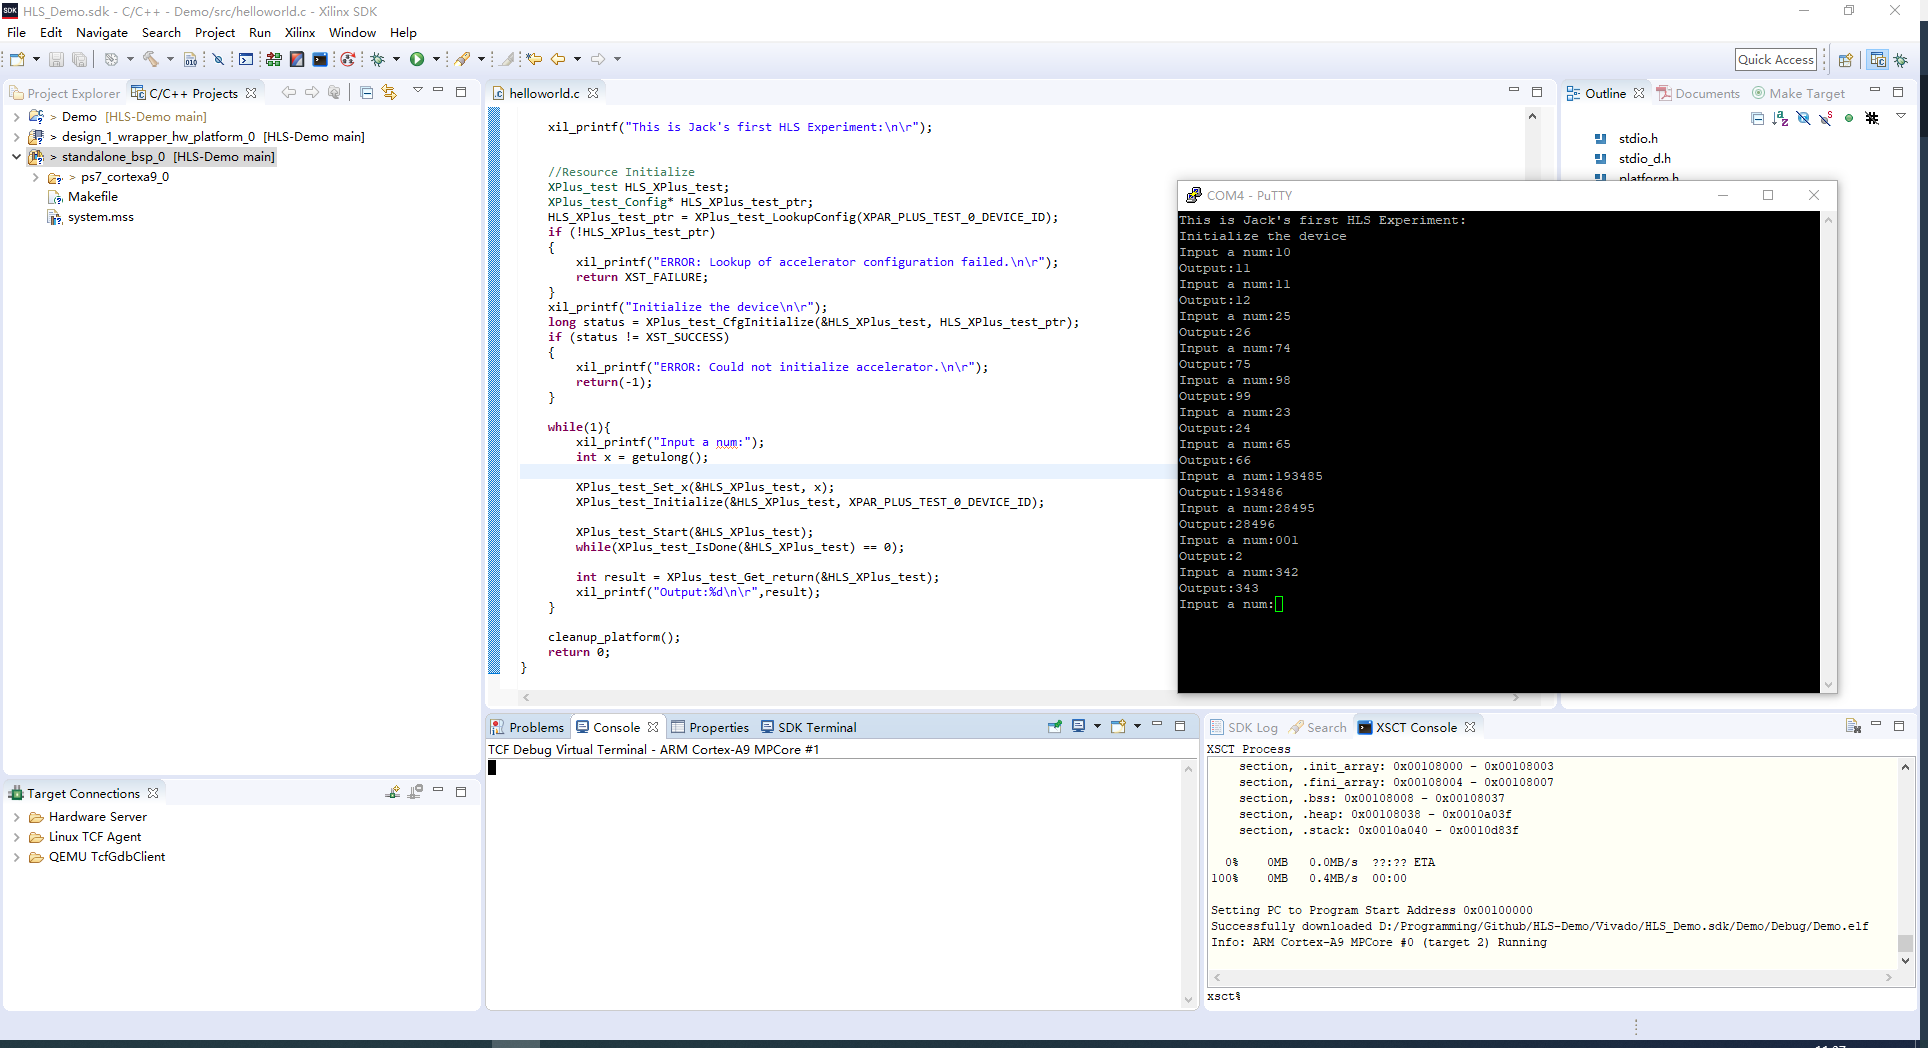 HLS_Demo.sdk - C/C++ - Demo/src/helloworld.c - Xilinx SDK
File Edit Navigate Search Project Run Xilinx Window Help
Quick Access
Project Explorer
C/C++ Projects
> Demo [HLS-Demo main]
> design_1_wrapper_hw_platform_0 [HLS-Demo main]
> standalone_bsp_0 [HLS-Demo main]
> ps7_cortexa9_0
Makefile
system.mss
Target Connections
Hardware Server
Linux TCF Agent
QEMU TcfGdbClient
helloworld.c
xil_printf("This is Jack's first HLS Experiment:\n\r");
//Resource Initialize
XPlus_test HLS_XPlus_test;
XPlus_test_Config* HLS_XPlus_test_ptr;
HLS_XPlus_test_ptr = XPlus_test_LookupConfig(XPAR_PLUS_TEST_0_DEVICE_ID);
if (!HLS_XPlus_test_ptr)
{
xil_printf("ERROR: Lookup of accelerator configuration failed.\n\r");
return XST_FAILURE;
}
xil_printf("Initialize the device\n\r");
long status = XPlus_test_CfgInitialize(&HLS_XPlus_test, HLS_XPlus_test_ptr);
if (status != XST_SUCCESS)
{
xil_printf("ERROR: Could not initialize accelerator.\n\r");
return(-1);
}
while(1){
xil_printf("Input a num:");
int x = getulong();
XPlus_test_Set_x(&HLS_XPlus_test, x);
XPlus_test_Initialize(&HLS_XPlus_test, XPAR_PLUS_TEST_0_DEVICE_ID);
XPlus_test_Start(&HLS_XPlus_test);
while(XPlus_test_IsDone(&HLS_XPlus_test) == 0);
int result = XPlus_test_Get_return(&HLS_XPlus_test);
xil_printf("Output:%d\n\r",result);
}
cleanup_platform();
return 0;
}
Outline
Documents
Make Target
stdio.h
stdio_d.h
platform.h
COM4 - PuTTY
This is Jack's first HLS Experiment:
Initialize the device
Input a num:10
Output:11
Input a num:11
Output:12
Input a num:25
Output:26
Input a num:74
Output:75
Input a num:98
Output:99
Input a num:23
Output:24
Input a num:65
Output:66
Input a num:193485
Output:193486
Input a num:28495
Output:28496
Input a num:001
Output:2
Input a num:342
Output:343
Input a num:
Problems
Console
Properties
SDK Terminal
TCF Debug Virtual Terminal - ARM Cortex-A9 MPCore #1
SDK Log
Search
XSCT Console
XSCT Process
section, .init_array: 0x00108000 - 0x00108003
section, .fini_array: 0x00108004 - 0x00108007
section, .bss: 0x00108008 - 0x00108037
section, .heap: 0x00108038 - 0x0010a03f
section, .stack: 0x0010a040 - 0x0010d83f
0% 0MB 0.0MB/s ??:?? ETA
100% 0MB 0.4MB/s 00:00
Setting PC to Program Start Address 0x00100000
Successfully downloaded D:/Programming/Github/HLS-Demo/Vivado/HLS_Demo.sdk/Demo/Debug/Demo.elf
Info: ARM Cortex-A9 MPCore #0 (target 2) Running
xsct%